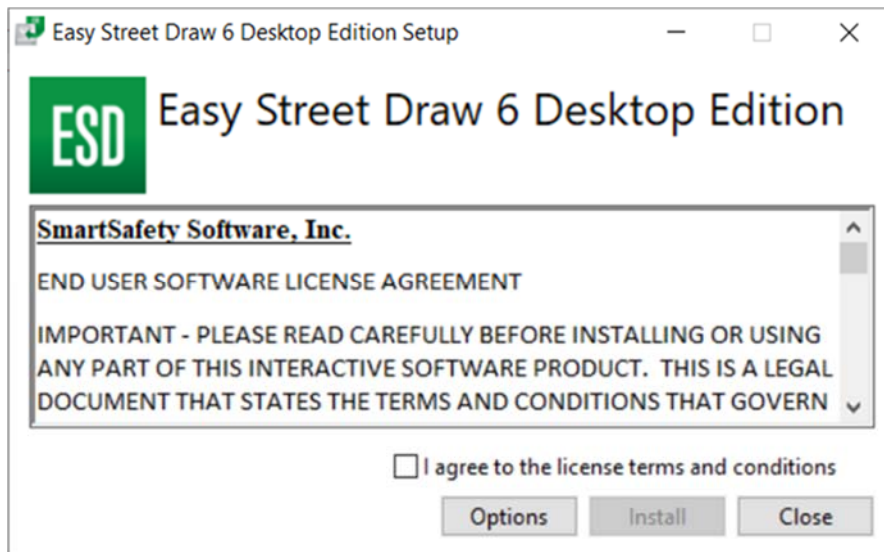 Easy Street Draw 6 Desktop Edition Setup
ESD
Easy Street Draw 6 Desktop Edition
SmartSafety Software, Inc.
END USER SOFTWARE LICENSE AGREEMENT
IMPORTANT - PLEASE READ CAREFULLY BEFORE INSTALLING OR USING
ANY PART OF THIS INTERACTIVE SOFTWARE PRODUCT.  THIS IS A LEGAL
DOCUMENT THAT STATES THE TERMS AND CONDITIONS THAT GOVERN
I agree to the license terms and conditions
Options Install Close